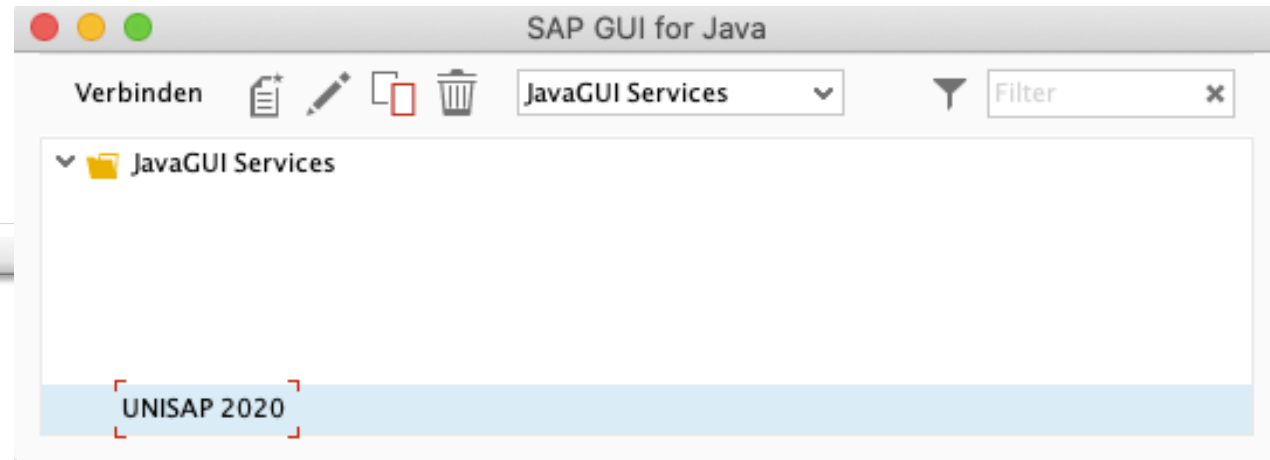 SAP GUI for Java
Verbinden JavaGUI Services Filter
JavaGUI Services
UNISAP 2020